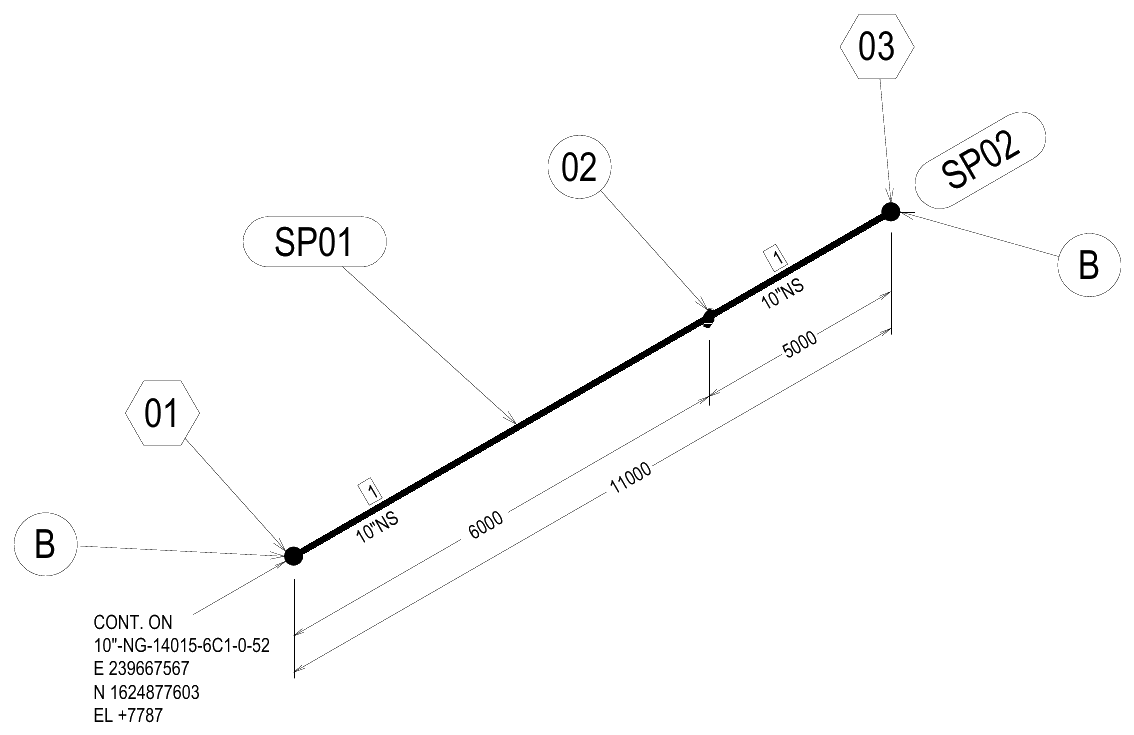 03
02
SP02
SP01
B
1
10"NS
5000
01
1
10"NS
11000
6000
B
CONT. ON
10"-NG-14015-6C1-0-52
E 239667567
N 1624877603
EL +7787